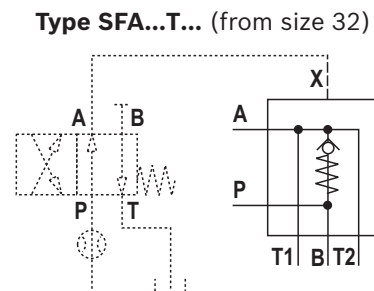 Type SFA...T... (from size 32)
X
A B
A
P T
P
T1 B T2